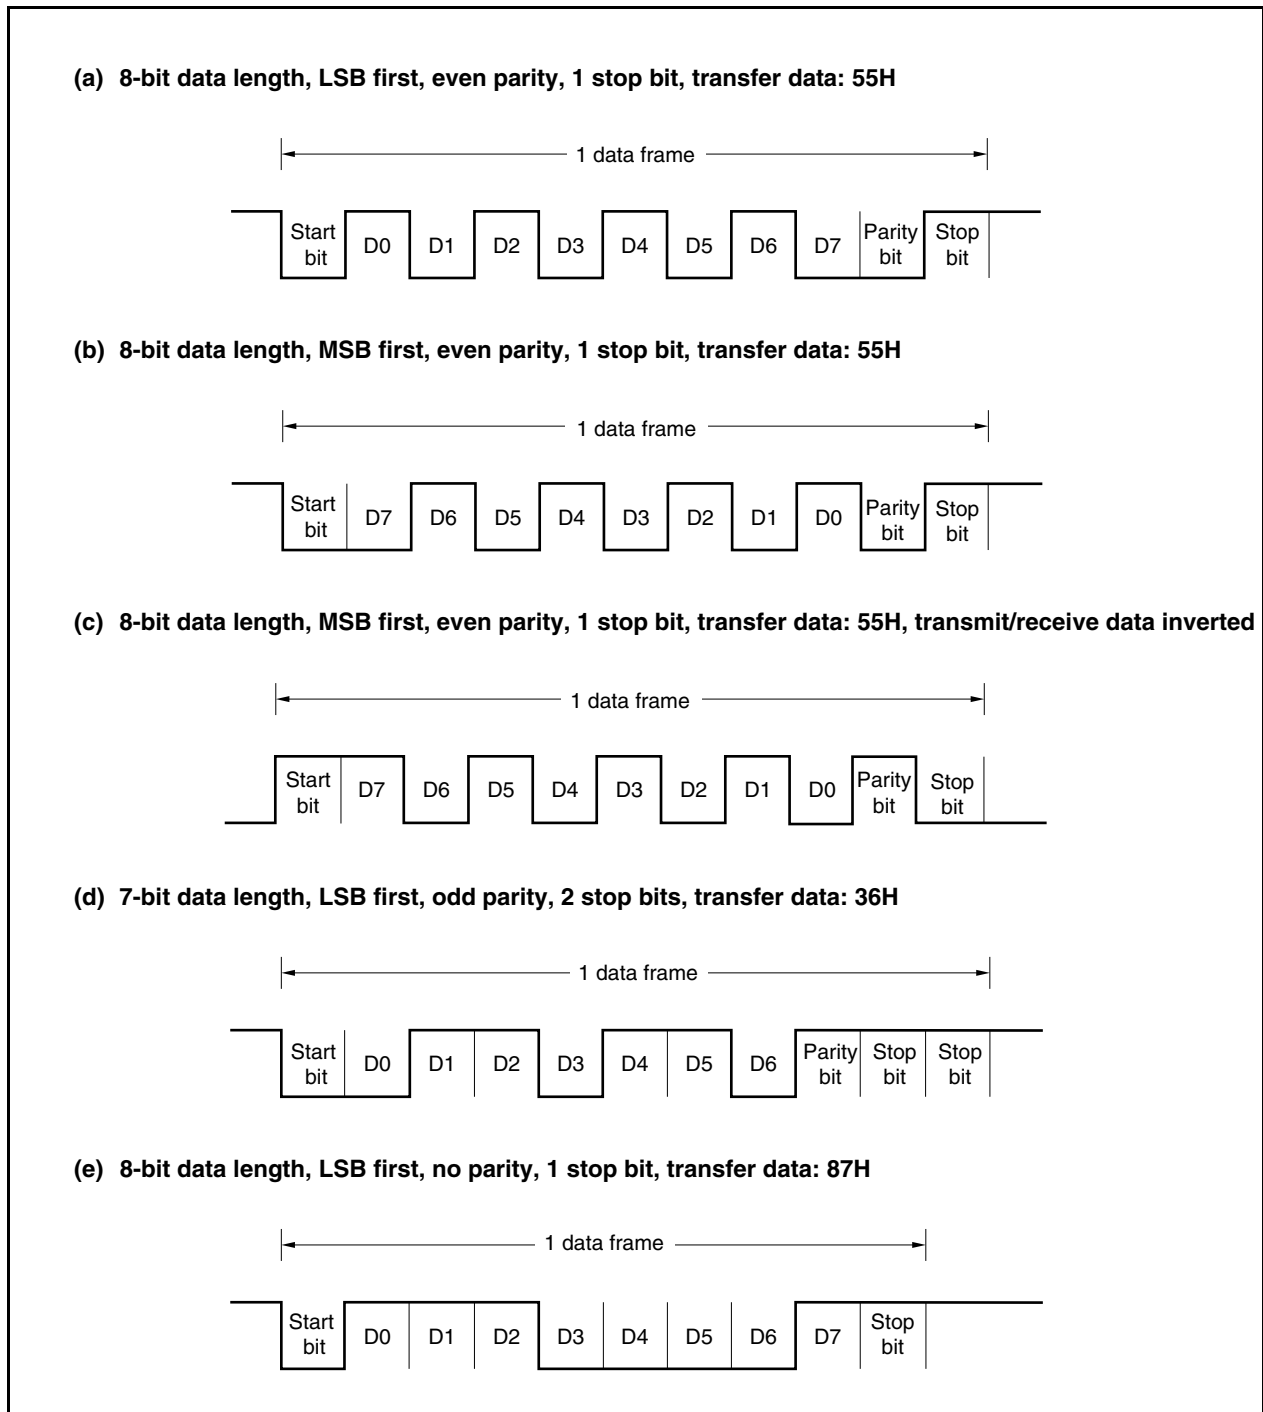 (a) 8-bit data length, LSB first, even parity, 1 stop bit, transfer data: 55H
1 data frame
Start bit D0 D1 D2 D3 D4 D5 D6 D7 Parity bit Stop bit
(b) 8-bit data length, MSB first, even parity, 1 stop bit, transfer data: 55H
1 data frame
Start bit D7 D6 D5 D4 D3 D2 D1 D0 Parity bit Stop bit
(c) 8-bit data length, MSB first, even parity, 1 stop bit, transfer data: 55H, transmit/receive data inverted
1 data frame
Start bit D7 D6 D5 D4 D3 D2 D1 D0 Parity bit Stop bit
(d) 7-bit data length, LSB first, odd parity, 2 stop bits, transfer data: 36H
1 data frame
Start bit D0 D1 D2 D3 D4 D5 D6 Parity bit Stop bit Stop bit
(e) 8-bit data length, LSB first, no parity, 1 stop bit, transfer data: 87H
1 data frame
Start bit D0 D1 D2 D3 D4 D5 D6 D7 Stop bit